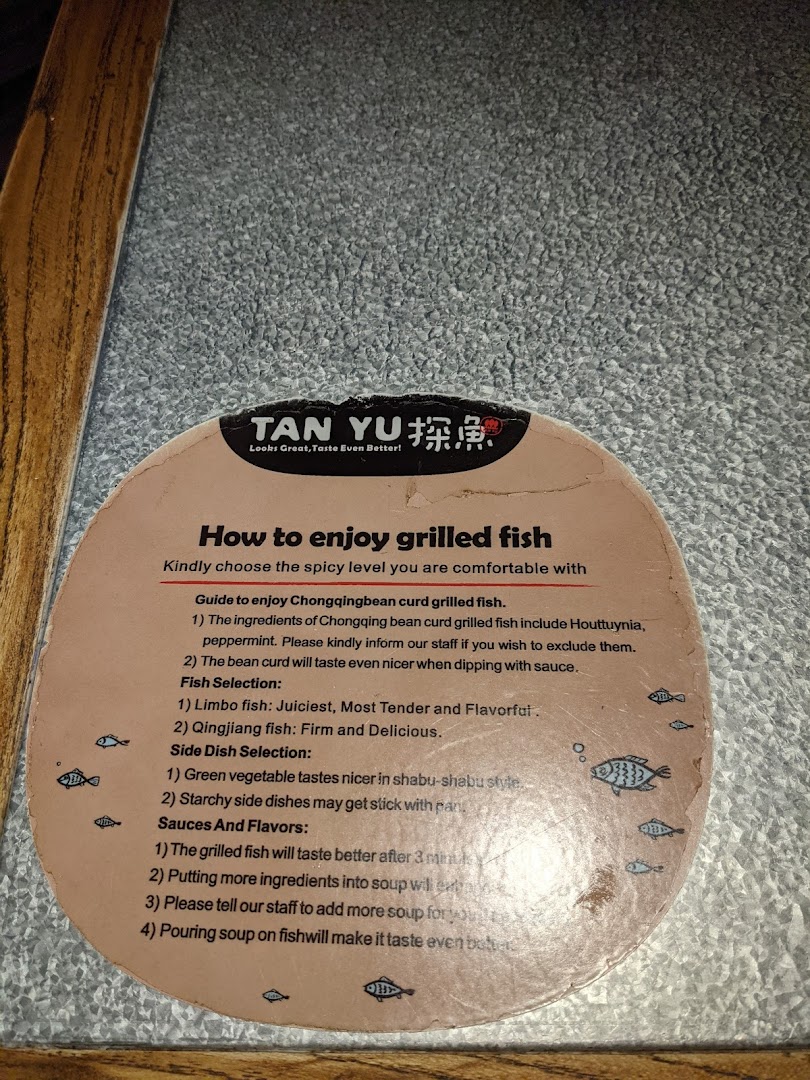 TAN YU 探魚
Looks Great,Taste Even Better!
How to enjoy grilled fish
Kindly choose the spicy level you are comfortable with
Guide to enjoy Chongqingbean curd grilled fish.
1) The ingredients of Chongqing bean curd grilled fish include Houttuynia,
peppermint. Please kindly inform our staff if you wish to exclude them.
2) The bean curd will taste even nicer when dipping with sauce.
Fish Selection:
1) Limbo fish: Juiciest, Most Tender and Flavorful .
2) Qingjiang fish: Firm and Delicious.
Side Dish Selection:
1) Green vegetable tastes nicer in shabu-shabu style.
2) Starchy side dishes may get stick with pan.
Sauces And Flavors:
1) The grilled fish will taste better after 3
2) Putting more ingredients into soup will
3) Please tell our staff to add more soup for
4) Pouring soup on fishwill make it taste even better.